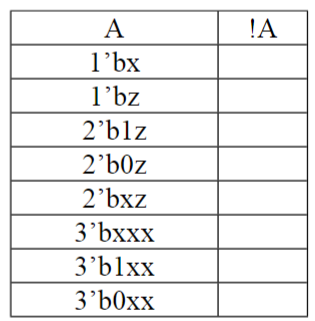 A !A
1’bx
1’bz
2’b1z
2’b0z
2’bxz
3’bxxx
3’b1xx
3’b0xx